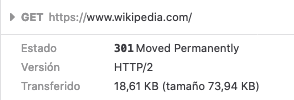 GET https://www.wikipedia.com/
Estado 301 Moved Permanently
Versión HTTP/2
Transferido 18,61 KB (tamaño 73,94 KB)